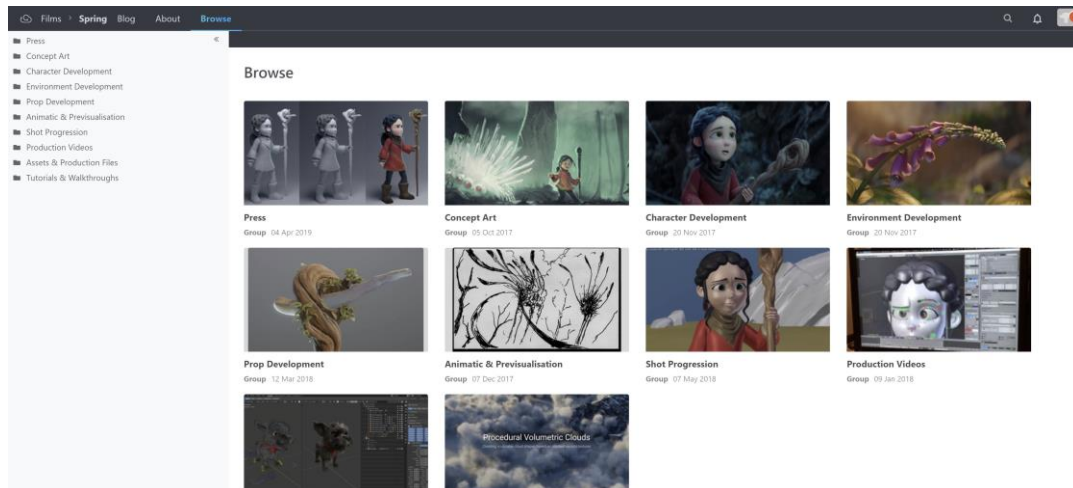 Films › Spring Blog About Browse
Press
Concept Art
Character Development
Environment Development
Prop Development
Animatic & Previsualisation
Shot Progression
Production Videos
Assets & Production Files
Tutorials & Walkthroughs
«
Browse
Press
Group 04 Apr 2019
Concept Art
Group 05 Oct 2017
Character Development
Group 20 Nov 2017
Environment Development
Group 20 Nov 2017
Prop Development
Group 12 Mar 2018
Animatic & Previsualisation
Group 07 Dec 2017
Shot Progression
Group 07 May 2018
Production Videos
Group 09 Jan 2018
Procedural Volumetric Clouds